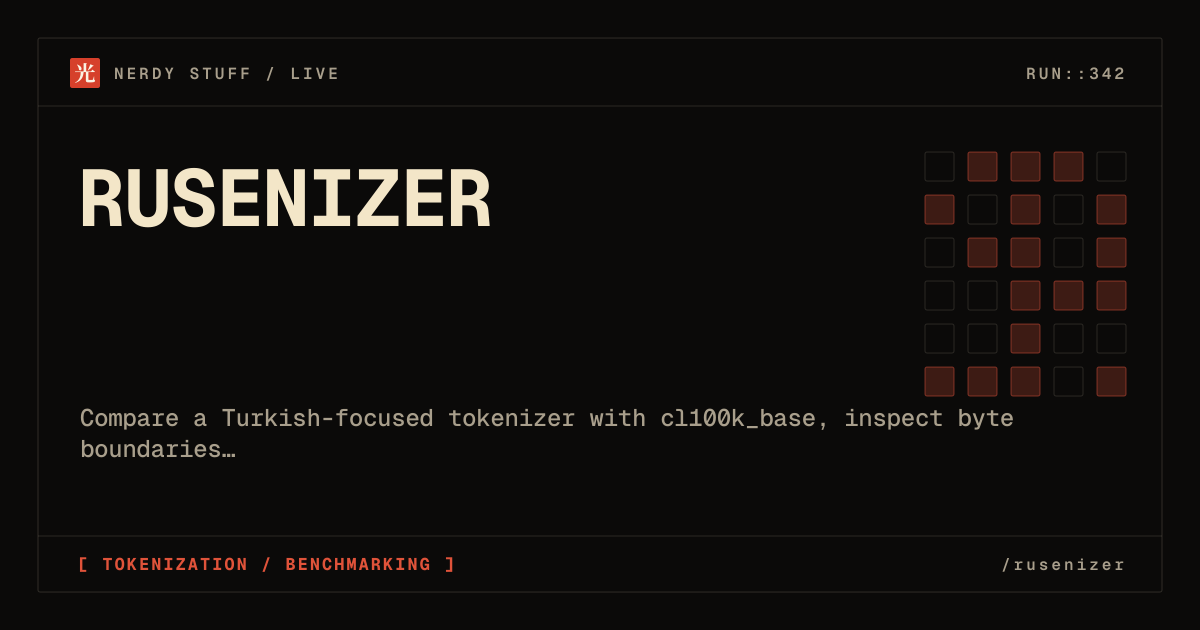 光 NERDY STUFF / LIVE
RUN::342
RUSENIZER
Compare a Turkish-focused tokenizer with cl100k_base, inspect byte
boundaries…
[ TOKENIZATION / BENCHMARKING ]
/rusenizer